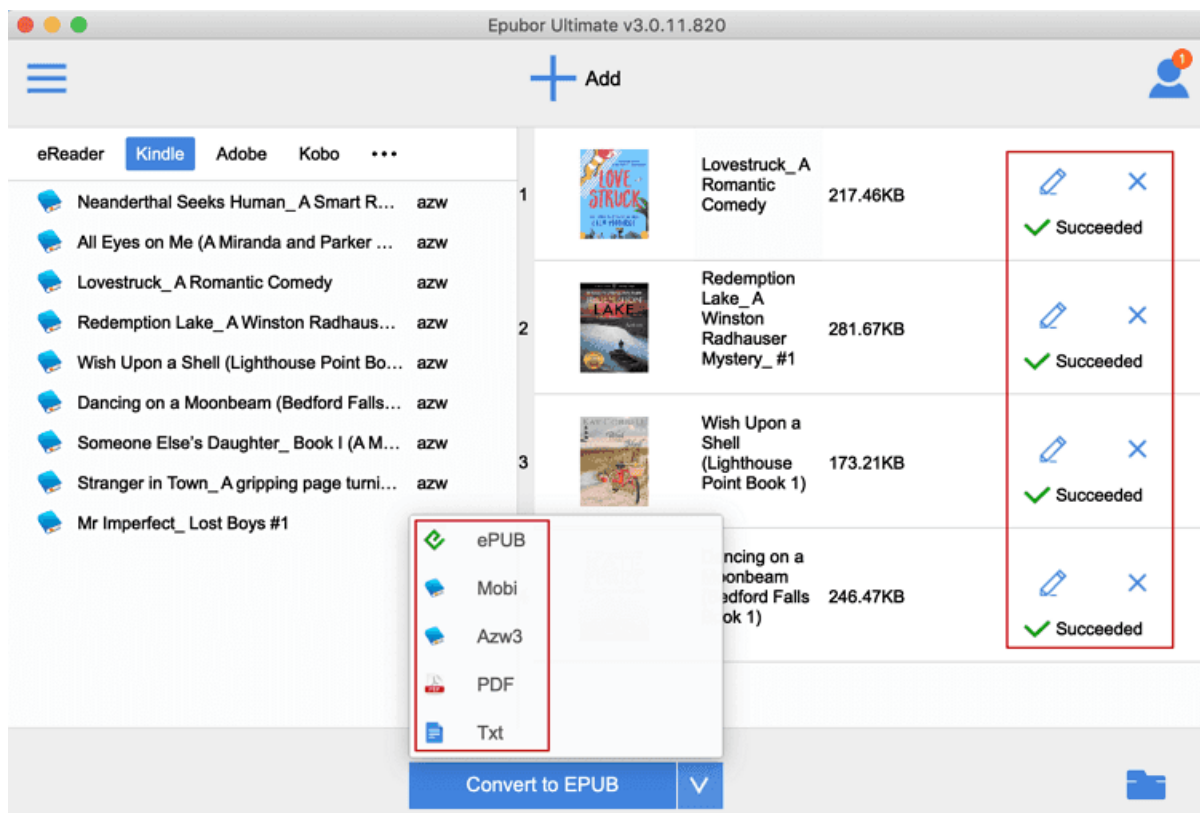 Epubor Ultimate v3.0.11.820
Add
1
eReader Kindle Adobe Kobo •••
Neanderthal Seeks Human_ A Smart R... azw
All Eyes on Me (A Miranda and Parker ... azw
Lovestruck_ A Romantic Comedy azw
Redemption Lake_ A Winston Radhaus... azw
Wish Upon a Shell (Lighthouse Point Bo... azw
Dancing on a Moonbeam (Bedford Falls... azw
Someone Else's Daughter_ Book I (A M... azw
Stranger in Town_ A gripping page turni... azw
Mr Imperfect_ Lost Boys #1
1
LOVE
STRUCK
Lovestruck_ A
Romantic
Comedy
217.46KB
Succeeded
2
LAKE
Redemption
Lake_ A
Winston
Radhauser
Mystery_ #1
281.67KB
Succeeded
3
Wish Upon a
Shell
(Lighthouse
Point Book 1)
173.21KB
Succeeded
ncing on a
onbeam
edford Falls
ok 1)
246.47KB
Succeeded
ePUB
Mobi
Azw3
PDF
Txt
Convert to EPUB